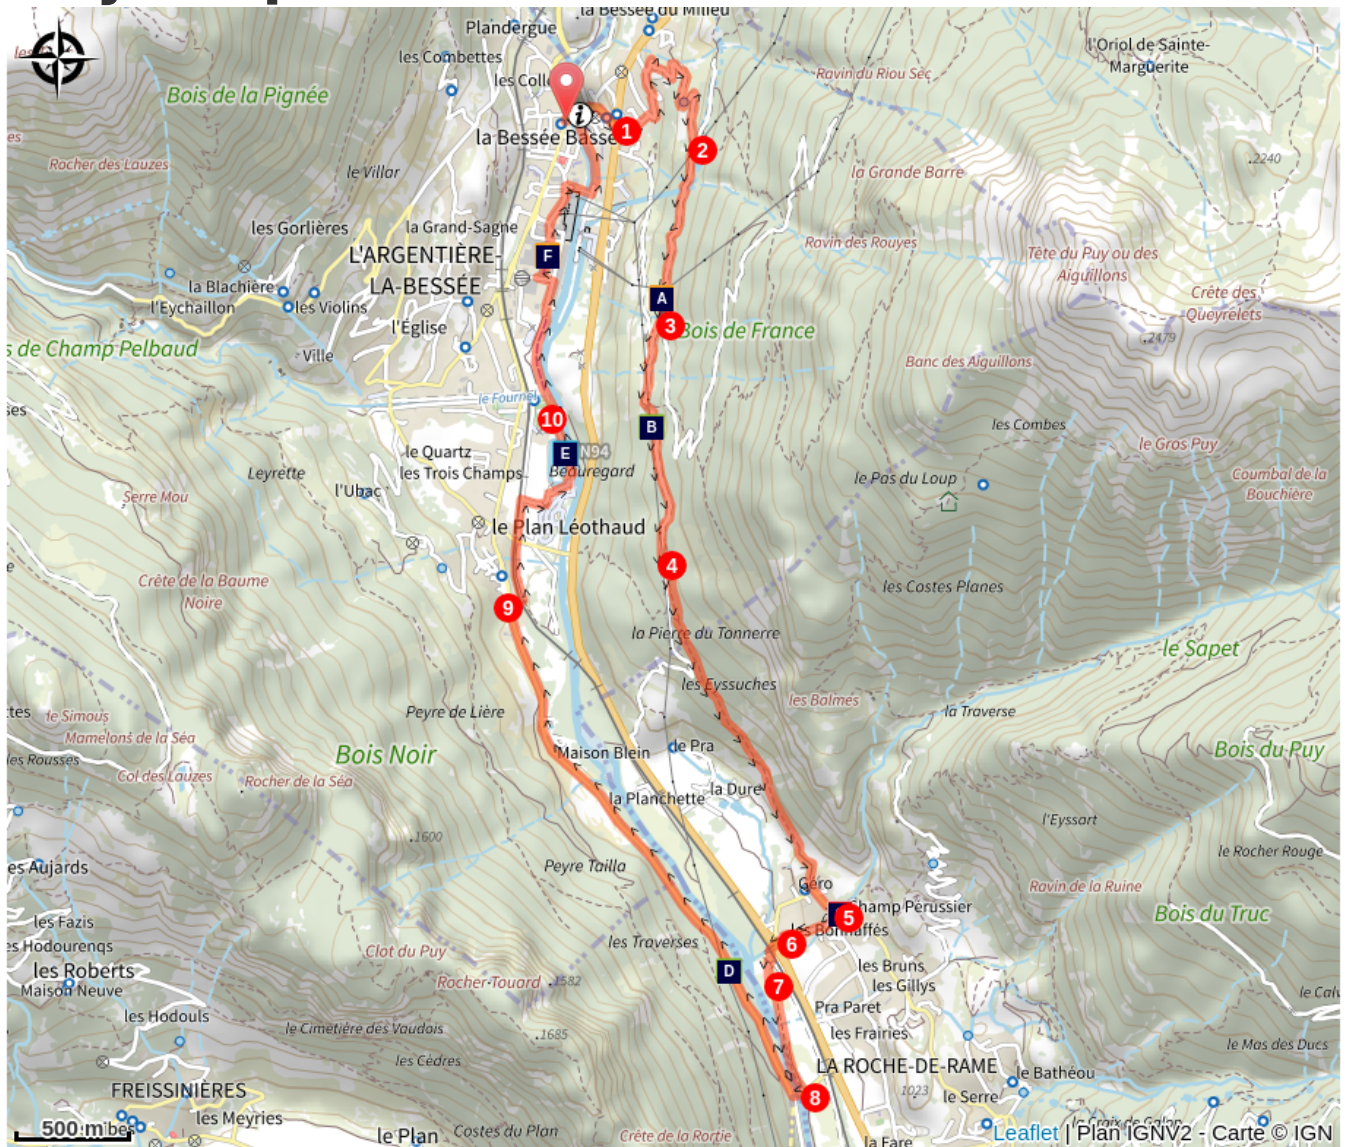 la Bessée du Milieu
Plandergue
les Combettes
l'Oriol de Sainte-
Marguerite
les Coll
Ravin du Riou Sec
Bois de la Pignée
i
la Bessée Basse
1
2
Rocher des Lauzes
le Villar
.2240
la Grande Barre
les Gorlières
la Grand-Sagne
Ravin des Rouyes
L'ARGENTIÈRE-
LA-BESSÉE
F
Tête du Puy ou des
Aiguillons
la Blachière
A
Crête des
Queyrelets
l'Eychaillon
les Violins
l'Église
3
Bois de France
.2479
s de Champ Pelbaud
Ville
Banc des Aiguillons
le Fournel
10
B
les Combes
le Gros Puy
le Quartz
E
N94
Leyrette
les Trois Champs
Beauregard
le Pas du Loup
Coumbal de la
Bouchière
Serre Mou
l'Ubac
le Plan Léothaud
4
Crête de la Baume
Noire
les Costes Planes
9
la Pierre du Tonnerre
le Sapet
les Eyssuches
les Balmes
la Traverse
le Simous
Peyre de Lière
Mamelons de la Séa
les Rousses
Bois Noir
Maison Blein
de Pra
Bois du Puy
Col des Lauzes
Rocher de la Séa
la Planchette
la Dure
l'Eyssart
.1600
le Rocher Rouge
es Aujards
Peyre Tailla
Géro
Ravin de la Ruine
les Fazis
5
Champ Pérussier
Bois du Truc
es Hodourenqs
Clot du Puy
les Traverses
6
les Bonnaffés
les Roberts
Maison Neuve
Rocher-Touard
.1582
D
les Bruns
7
les Gillys
les Hodouls
Pra Paret
le Cimetière des Vaudois
.1685
les Frairies
le Mas des Ducs
les Cèdres
LA ROCHE-DE-RAME
le Bathéou
FREISSINIÈRES
1023
le Serre
8
les Meyries
500 m
Costes du Plan
le Plan
Crête de la Rortie
la Fare
Leaflet | Plan IGNV2 - Carte © IGN